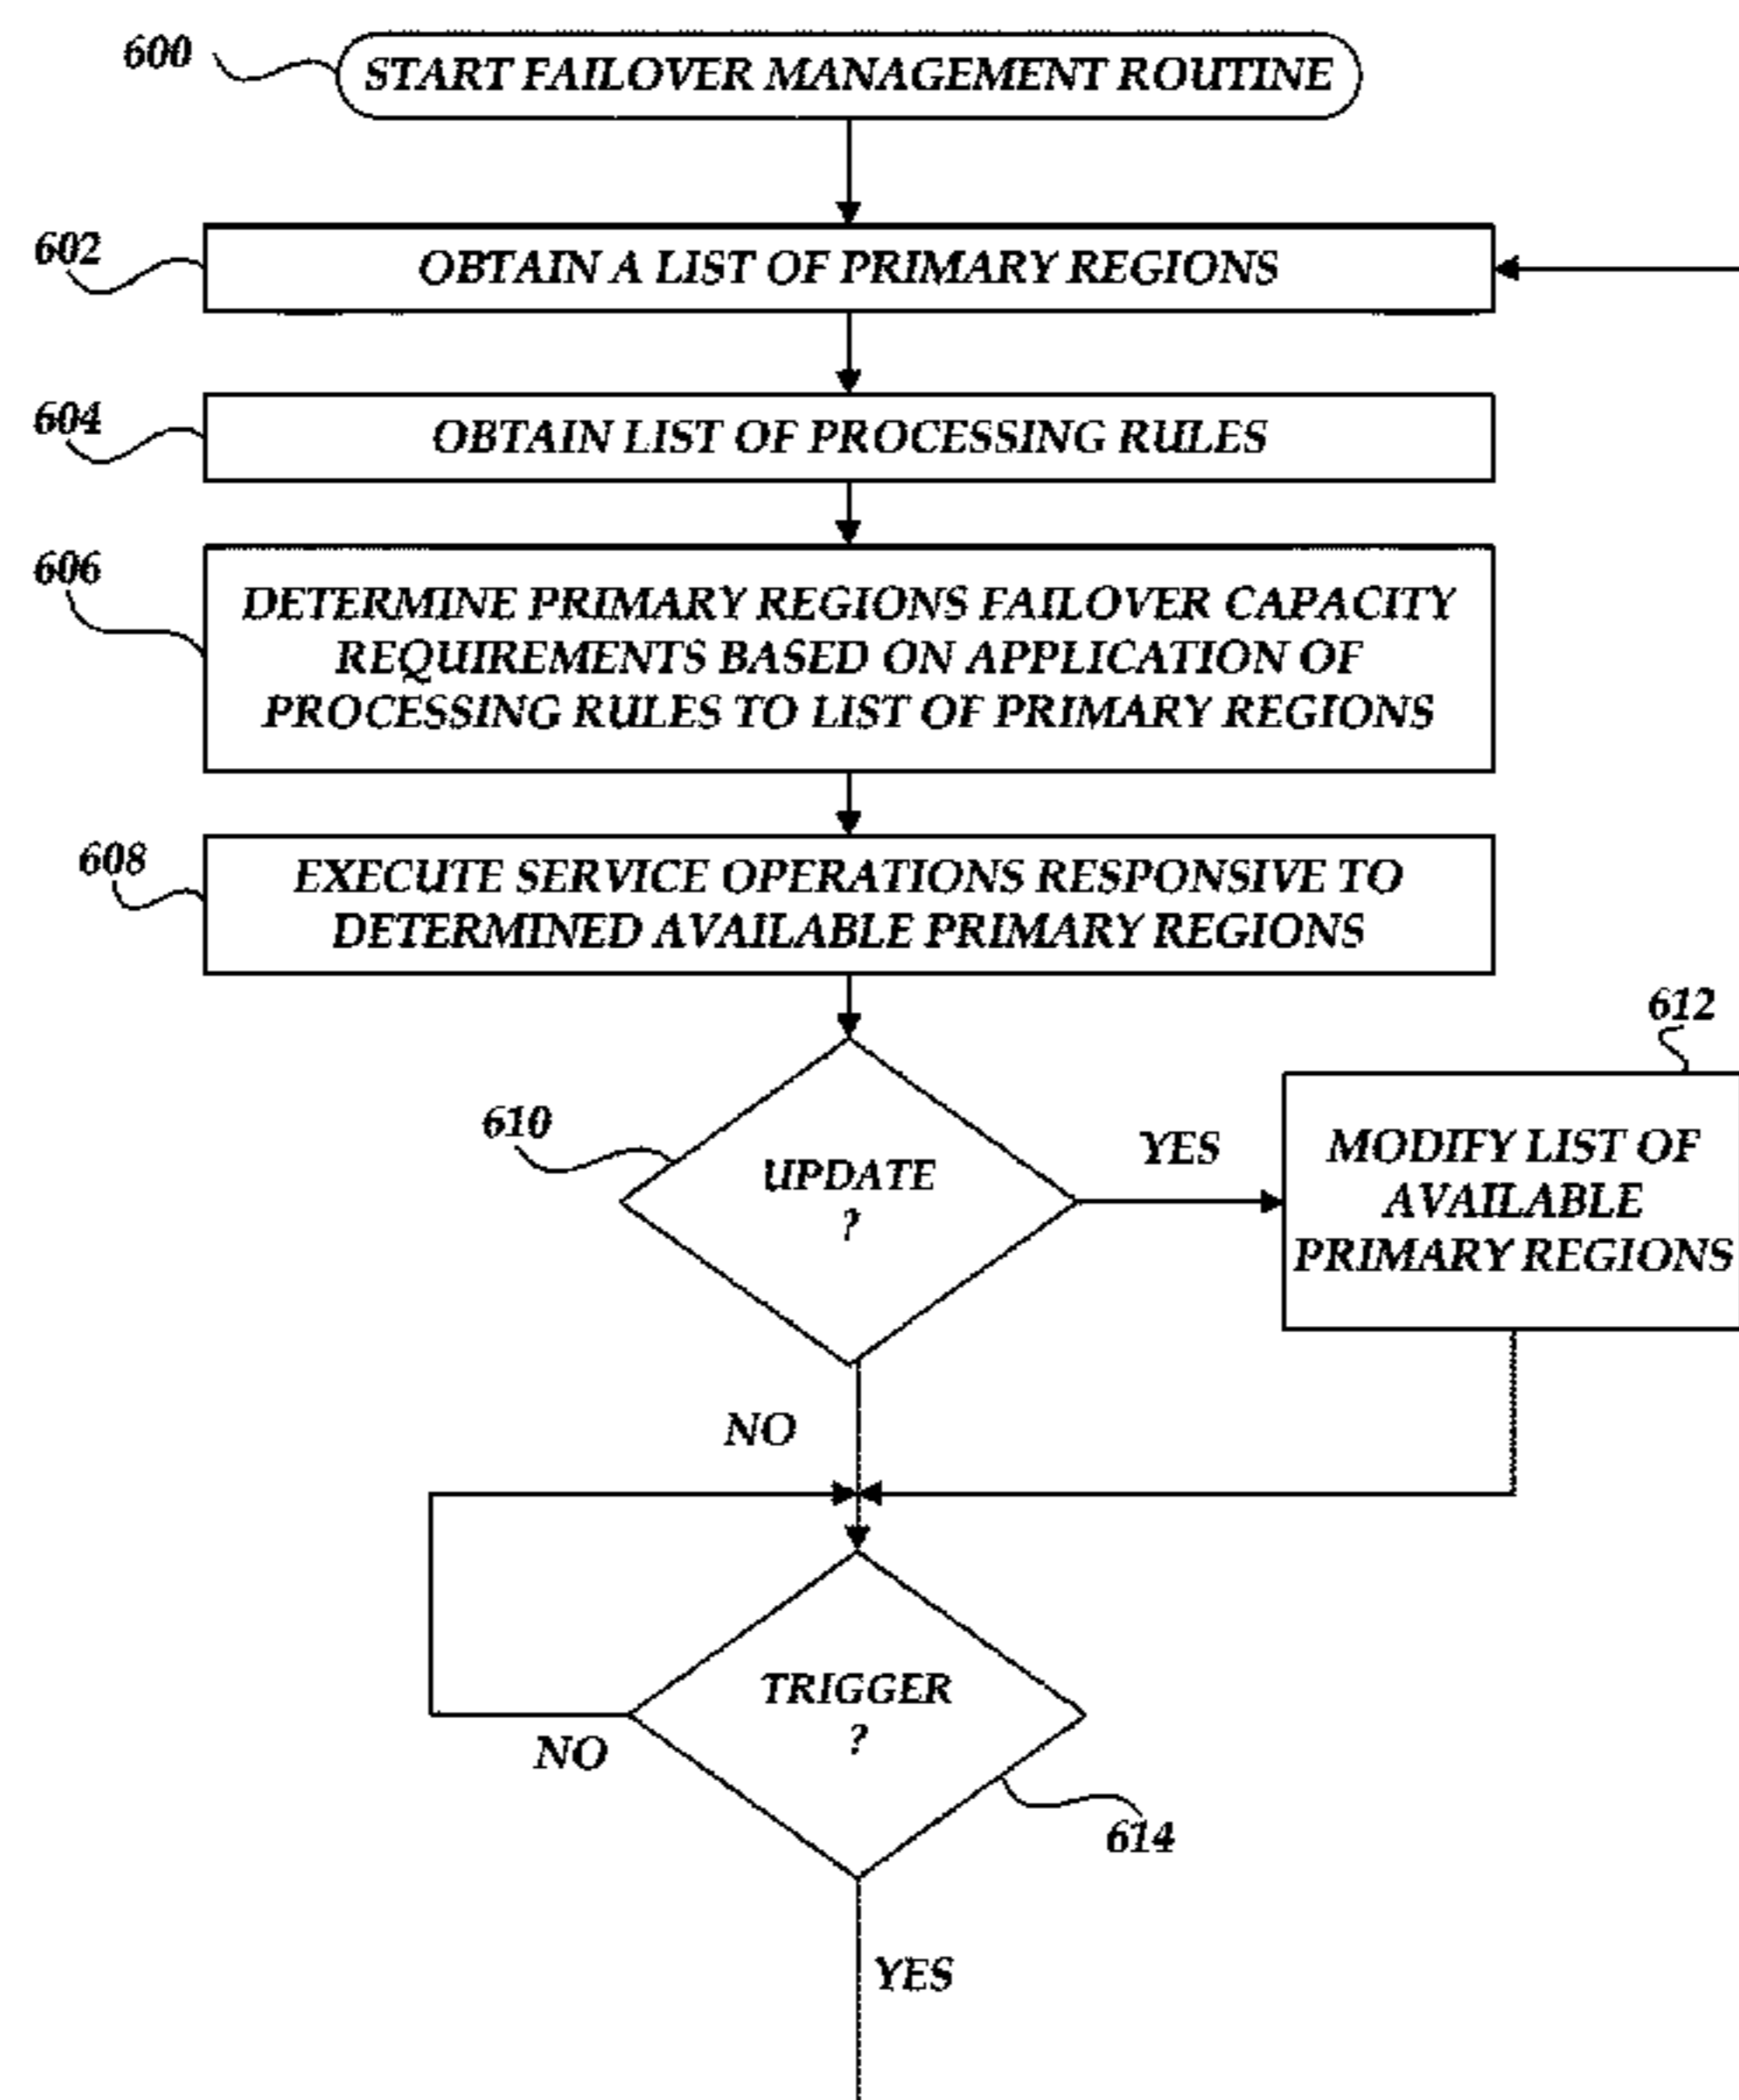 600
START FAILOVER MANAGEMENT ROUTINE
602
OBTAIN A LIST OF PRIMARY REGIONS
604
OBTAIN LIST OF PROCESSING RULES
606
DETERMINE PRIMARY REGIONS FAILOVER CAPACITY
REQUIREMENTS BASED ON APPLICATION OF
PROCESSING RULES TO LIST OF PRIMARY REGIONS
608
EXECUTE SERVICE OPERATIONS RESPONSIVE TO
DETERMINED AVAILABLE PRIMARY REGIONS
610
UPDATE
?
YES
612
MODIFY LIST OF
AVAILABLE
PRIMARY REGIONS
NO
TRIGGER
?
NO
614
YES